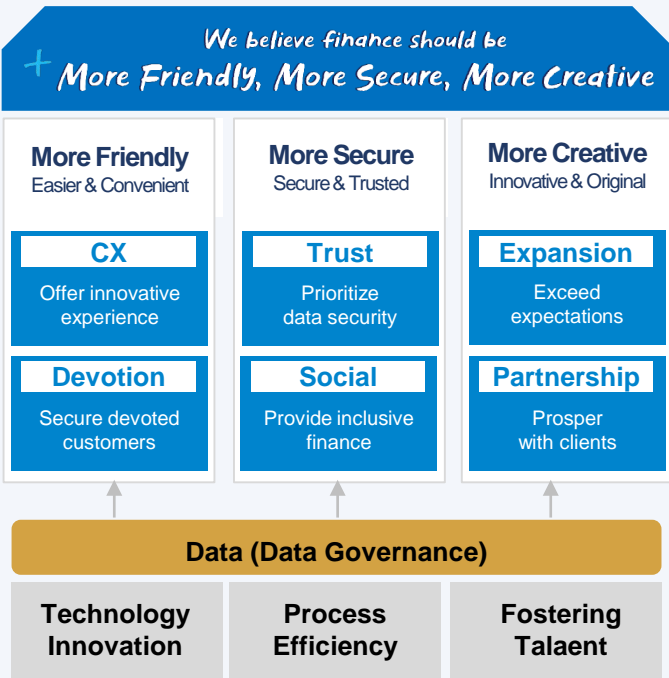 We believe finance should be
+ More Friendly, More Secure, More Creative
More Friendly
Easier & Convenient
CX
Offer innovative
experience
Devotion
Secure devoted
customers
More Secure
Secure & Trusted
Trust
Prioritize
data security
Social
Provide inclusive
finance
More Creative
Innovative & Original
Expansion
Exceed
expectations
Partnership
Prosper
with clients
Data (Data Governance)
Technology
Innovation
Process
Efficiency
Fostering
Talaent